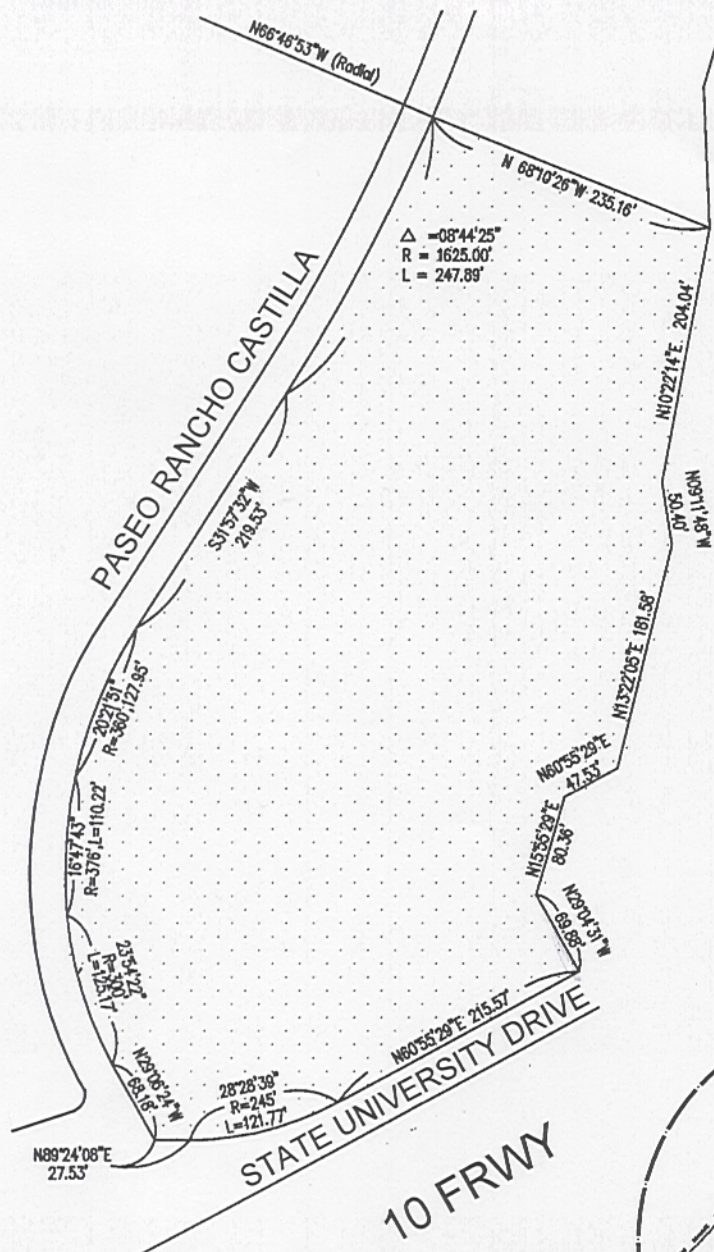 N66°46'53"W (Radial)
N 68°10'26"W 235.16'
Δ =08°44'25"
R = 1625.00'
L = 247.89'
PASEO RANCHO CASTILLA
N10°22'14"E 204.04'
N09°11'48"W
50.40'
S31°57'32"W
219.53'
N13°22'05"E 181.58'
20°21'51"
R=360',127.95'
N60°55'29"E
47.53'
16°47'43"
R=376',L=110.22'
N15°55'29"E
80.36'
N29°04'31"W
69.88'
23°54'22"
R=300'
L=125.17'
N60°55'29"E 215.57'
N29°06'24"W
68.18'
28°28'39"
R=245'
L=121.77'
STATE UNIVERSITY DRIVE
N89°24'08"E
27.53'
10 FRWY